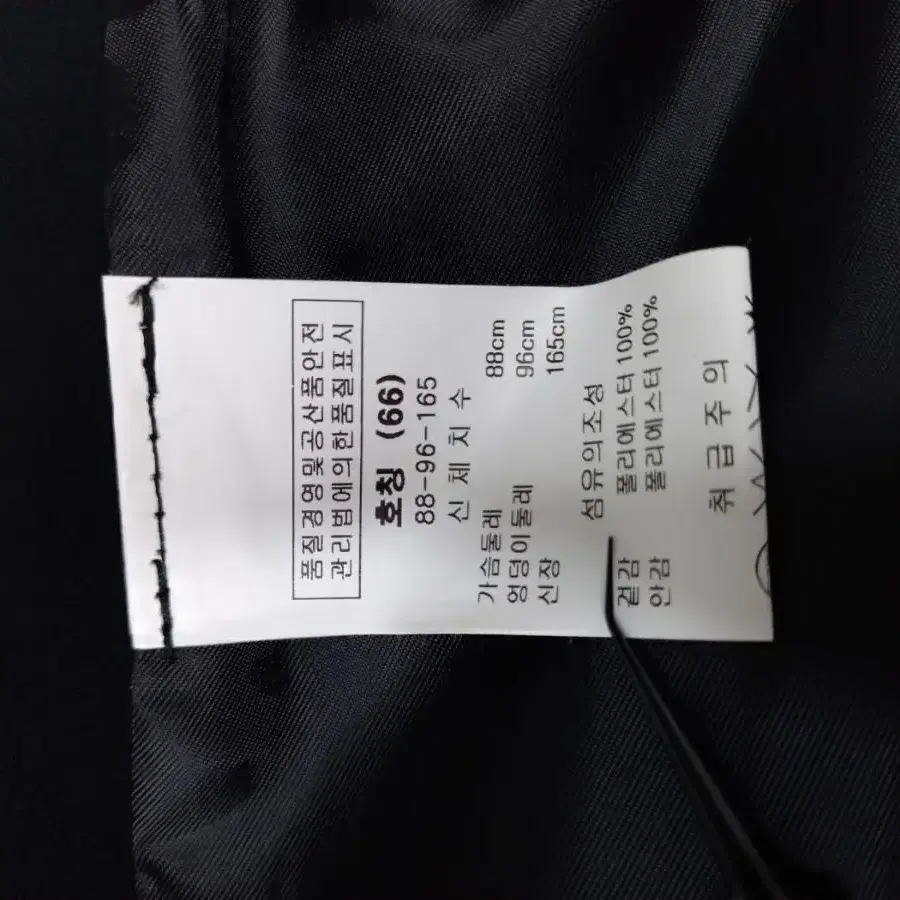 품질경영및공산품안전
관리법에의한품질표시
호칭 (66)
88-96-165
신 체 치 수
가슴둘레 88cm
엉덩이둘레 96cm
신장 165cm
섬유의조성
겉감 폴리에스터 100%
안감 폴리에스터 100%
취 급 주 의